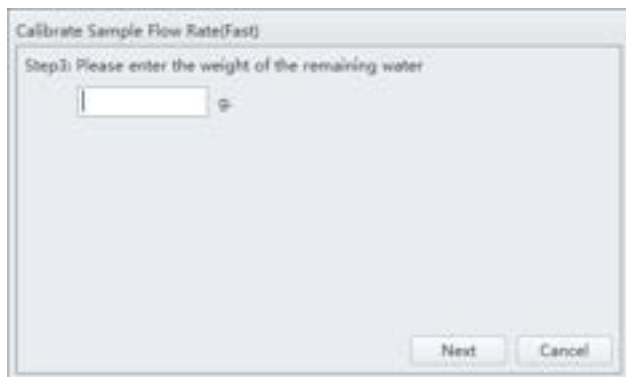 Calibrate Sample Flow Rate(Fast)
Step3: Please enter the weight of the remaining water
g.
Next
Cancel